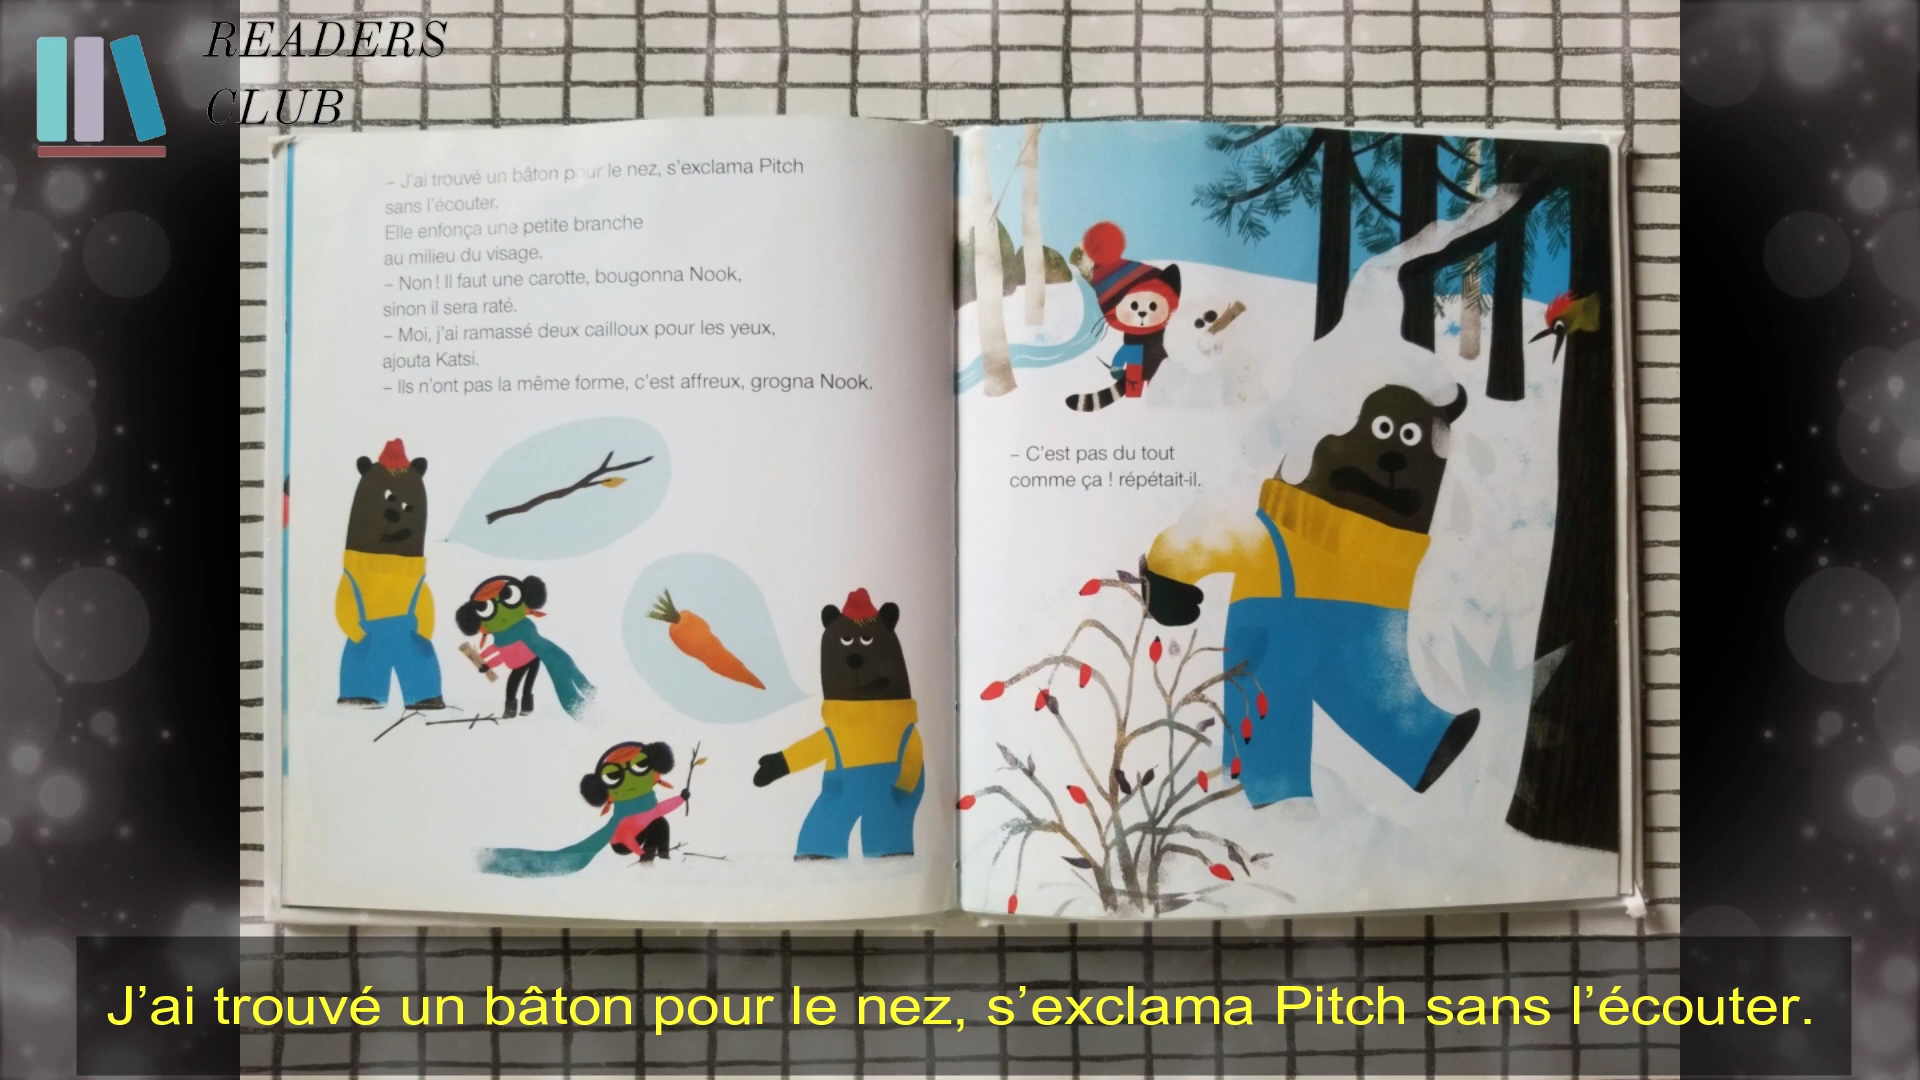 READERS
CLUB
– J'ai trouvé un bâton pour le nez, s'exclama Pitch
sans l'écouter.
Elle enfonça une petite branche
au milieu du visage.
– Non ! Il faut une carotte, bougonna Nook,
sinon il sera raté.
– Moi, j'ai ramassé deux cailloux pour les yeux,
ajouta Katsi.
– Ils n'ont pas la même forme, c'est affreux, grogna Nook.
– C'est pas du tout
comme ça ! répétait-il.
J’ai trouvé un bâton pour le nez, s’exclama Pitch sans l’écouter.